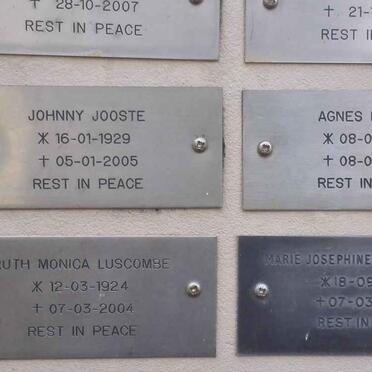 † 28-10-2007
REST IN PEACE
† 21-
REST I
JOHNNY JOOSTE
Ж 16-01-1929
† 05-01-2005
REST IN PEACE
AGNES
Ж 08-0
† 08-0
REST IN
RUTH MONICA LUSCOMBE
Ж 12-03-1924
† 07-03-2004
REST IN PEACE
MARIE JOSEPHINE
Ж 18-09
† 07-03
REST IN